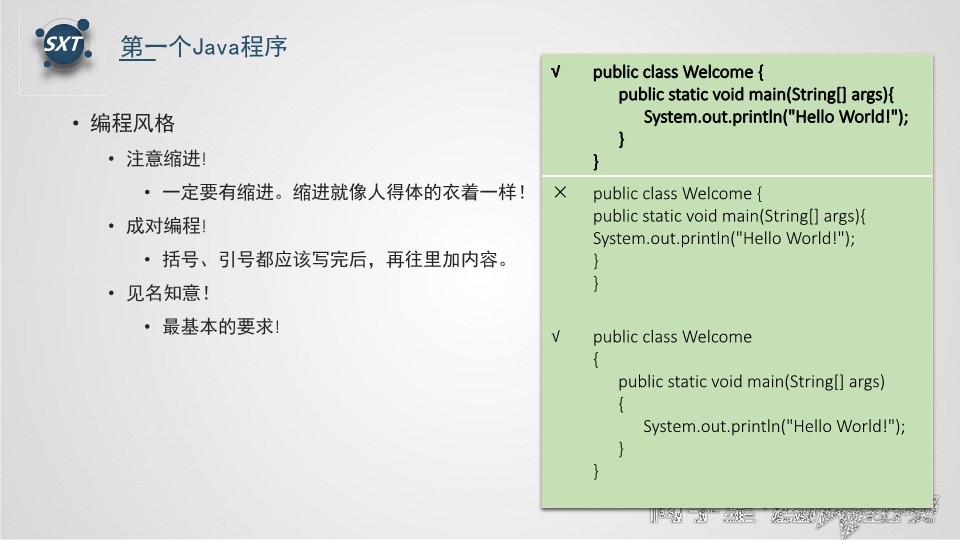 SXT
第一个Java程序
• 编程风格
• 注意缩进!
• 一定要有缩进。缩进就像人得体的衣着一样！
• 成对编程!
• 括号、引号都应该写完后，再往里加内容。
• 见名知意！
• 最基本的要求!
√ public class Welcome {
public static void main(String[] args){
System.out.println("Hello World!");
}
}
× public class Welcome {
public static void main(String[] args){
System.out.println("Hello World!");
}
}
√ public class Welcome
{
public static void main(String[] args)
{
System.out.println("Hello World!");
}
}